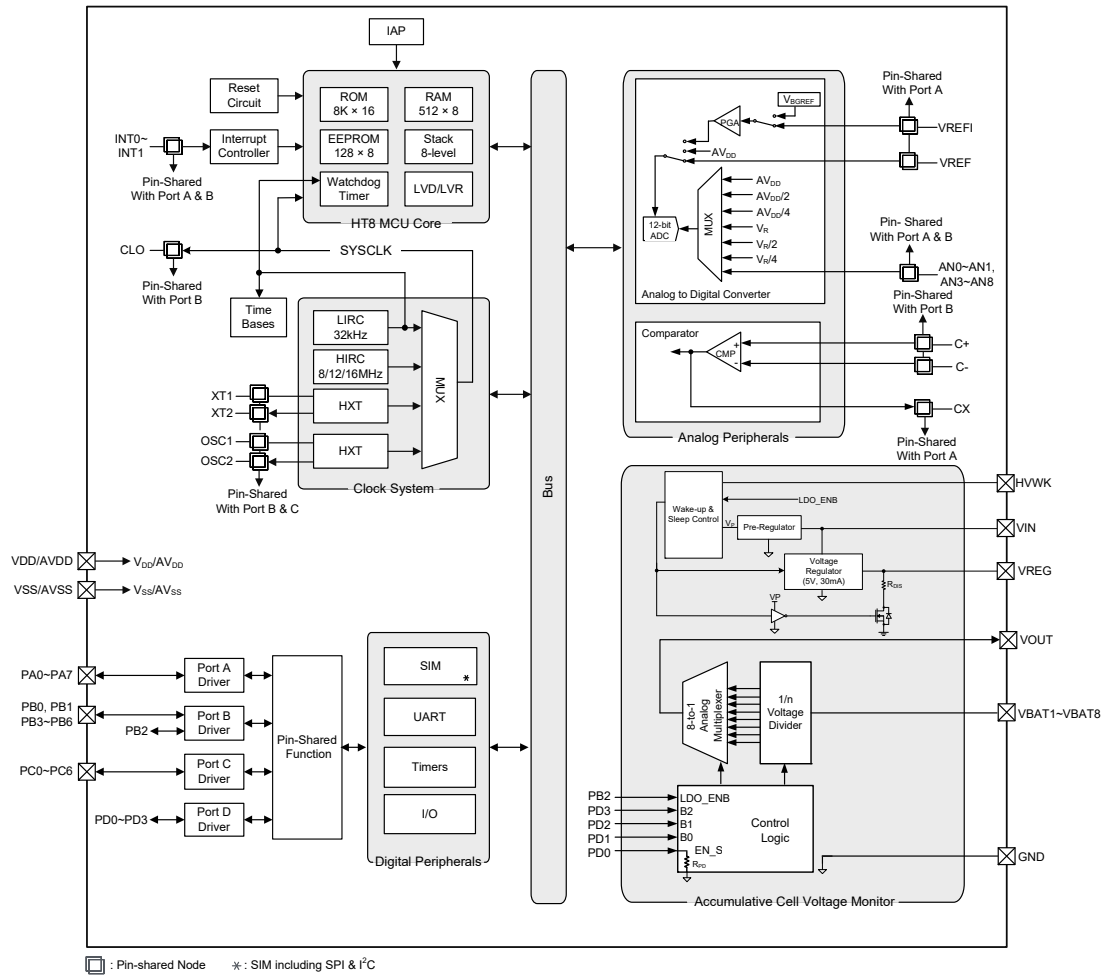 IAP
Reset
Circuit
ROM
8K × 16
RAM
512 × 8
INT0~
INT1
Interrupt
Controller
EEPROM
128 × 8
Stack
8-level
Pin-Shared
With Port A & B
Watchdog
Timer
LVD/LVR
HT8 MCU Core
CLO
SYSCLK
Pin-Shared
With Port B
Time
Bases
LIRC
32kHz
HIRC
8/12/16MHz
MUX
XT1
XT2
HXT
OSC1
OSC2
HXT
Pin-Shared
With Port B & C
Clock System
Bus
Pin-Shared
With Port A
VBGREF
PGA
VREFI
AVDD
VREF
AVDD
AVDD/2
AVDD/4
VR
VR/2
VR/4
MUX
12-bit
ADC
Pin- Shared
With Port A & B
AN0~AN1,
AN3~AN8
Analog to Digital Converter
Pin-Shared
With Port B
Comparator
CMP
+
-
C+
C-
CX
Pin-Shared
With Port A
Analog Peripherals
VDD/AVDD
VDD/AVDD
VSS/AVSS
VSS/AVSS
Wake-up &
Sleep Control
LDO_ENB
HVWK
VP
Pre-Regulator
VIN
Voltage
Regulator
(5V, 30mA)
VREG
RDIS
VP
VOUT
8-to-1
Analog
Multiplexer
1/n
Voltage
Divider
VBAT1~VBAT8
PB2
PD3
PD2
PD1
PD0
LDO_ENB
B2
B1
B0
EN_S
RPD
Control
Logic
GND
Accumulative Cell Voltage Monitor
PA0~PA7
Port A
Driver
PB0, PB1
PB3~PB6
PB2
Port B
Driver
PC0~PC6
Port C
Driver
PD0~PD3
Port D
Driver
Pin-Shared
Function
SIM
*
UART
Timers
I/O
Digital Peripherals
: Pin-shared Node
* : SIM including SPI & I²C